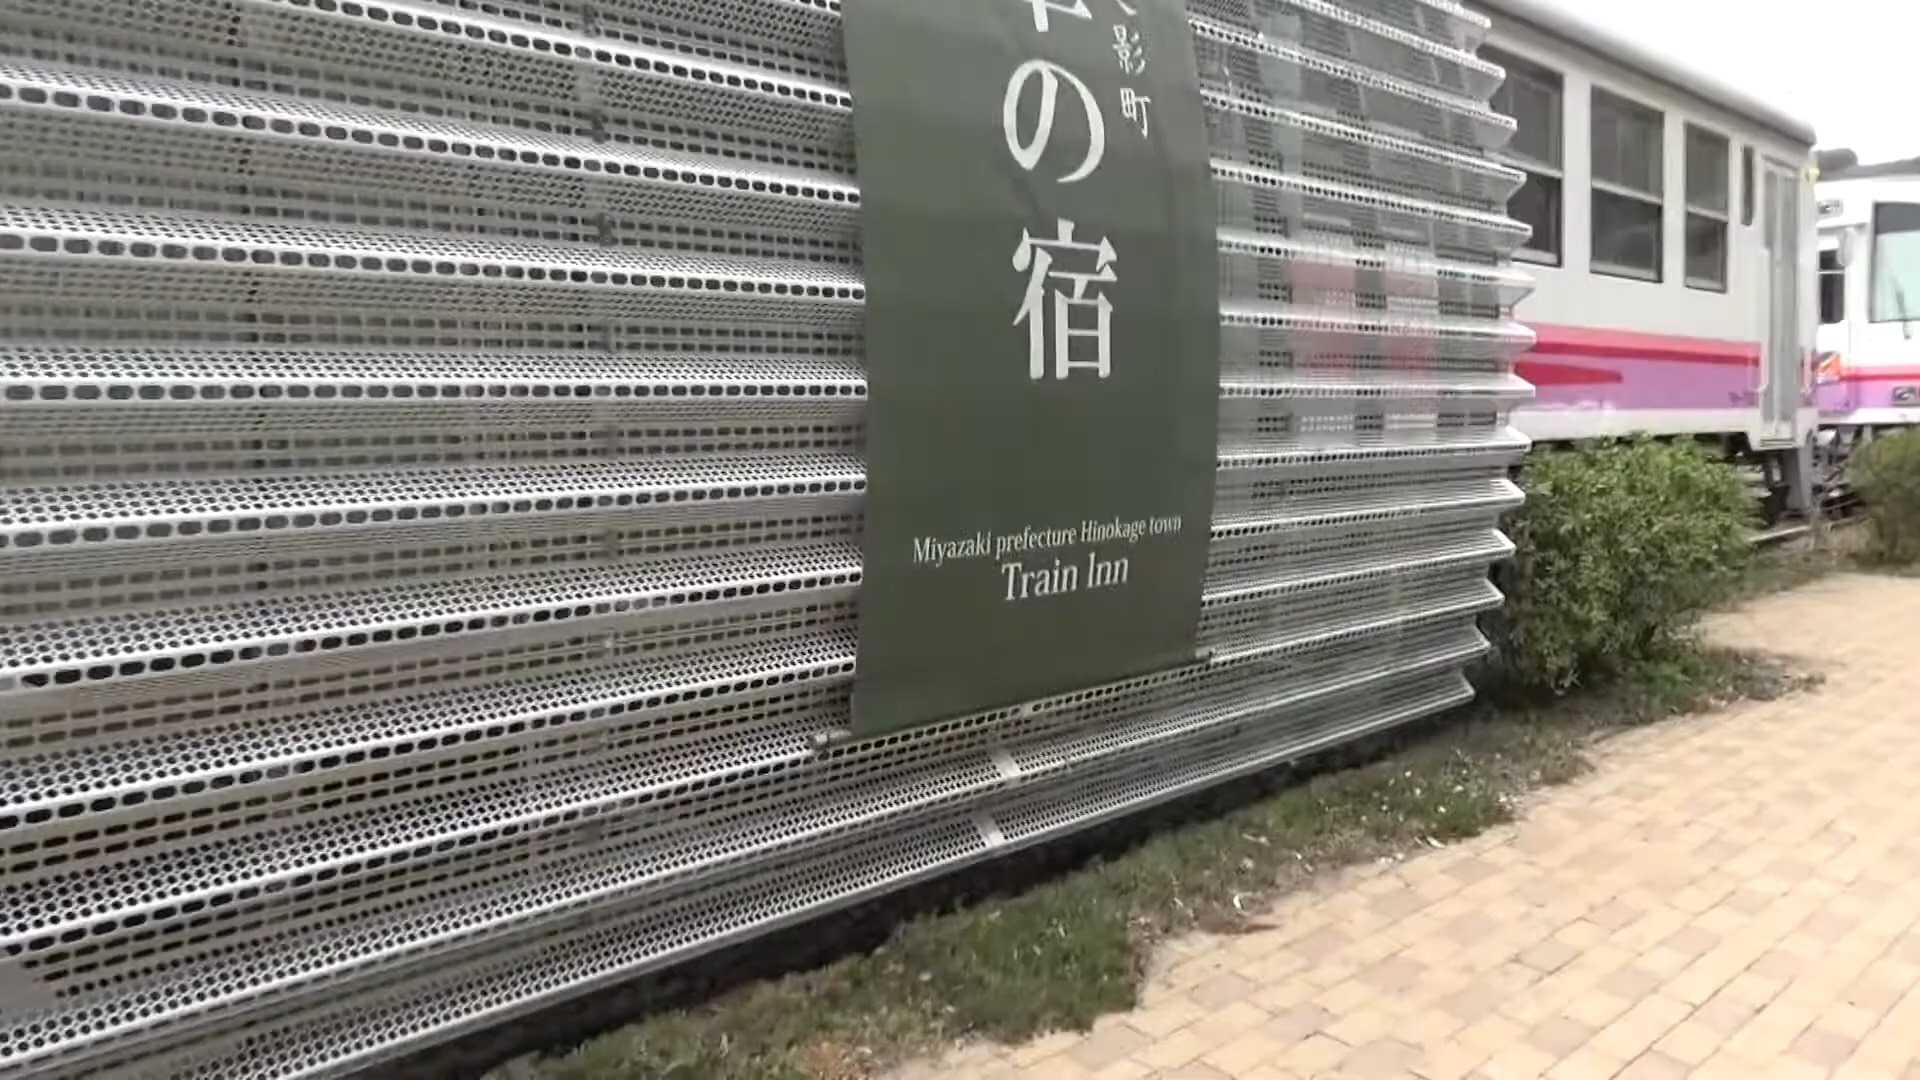 影町
の宿
Miyazaki prefecture Hinokage town
Train Inn